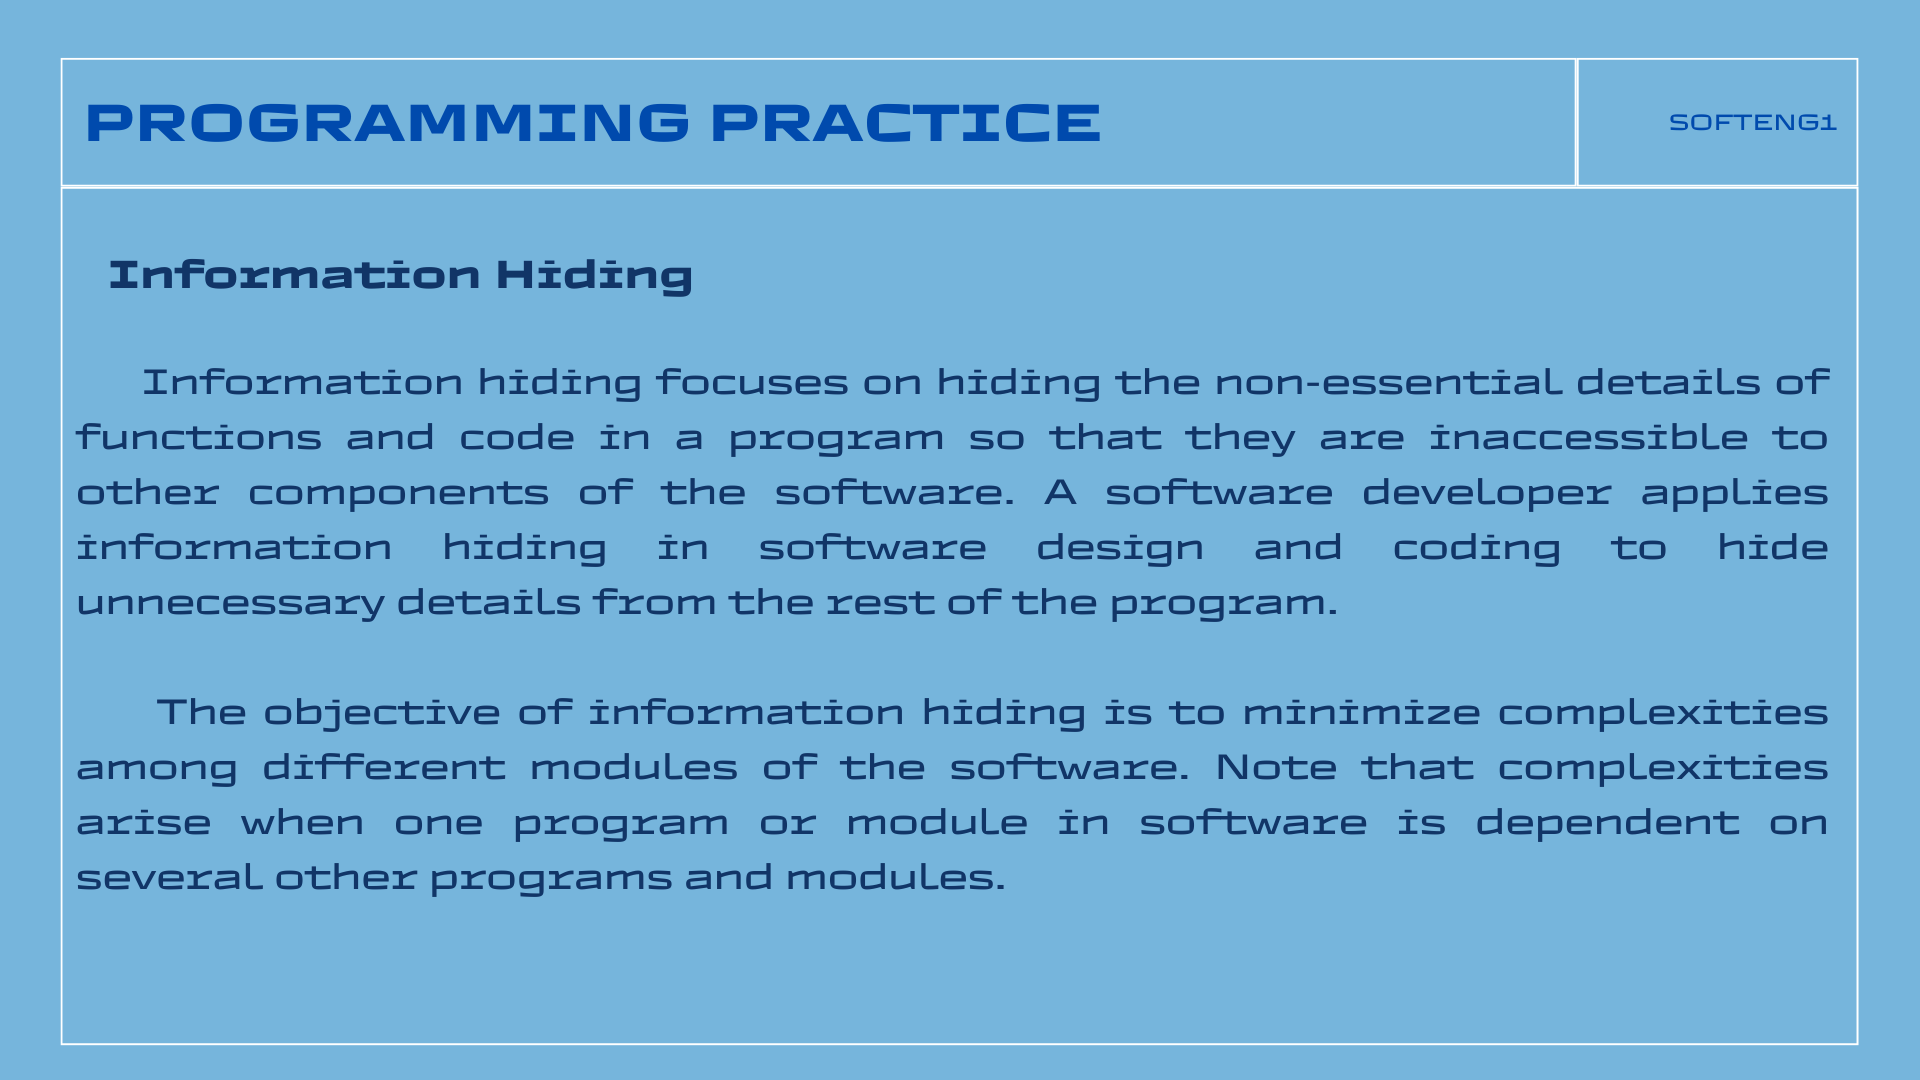 PROGRAMMING PRACTICE
SOFTENG1
Information Hiding
Information hiding focuses on hiding the non-essential details of
functions and code in a program so that they are inaccessible to
other components of the software. A software developer applies
information hiding in software design and coding to hide
unnecessary details from the rest of the program.
The objective of information hiding is to minimize complexities
among different modules of the software. Note that complexities
arise when one program or module in software is dependent on
several other programs and modules.